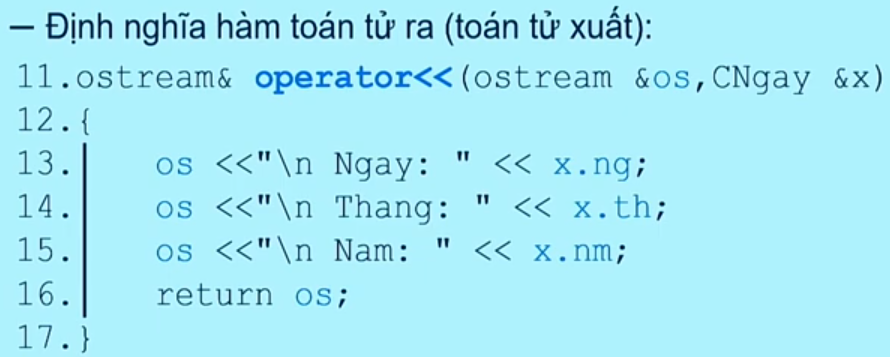 — Định nghĩa hàm toán tử ra (toán tử xuất):
11.ostream& operator<<(ostream &os,CNgay &x)
12.{
13. os <<"\n Ngay: " << x.ng;
14. os <<"\n Thang: " << x.th;
15. os <<"\n Nam: " << x.nm;
16. return os;
17.}